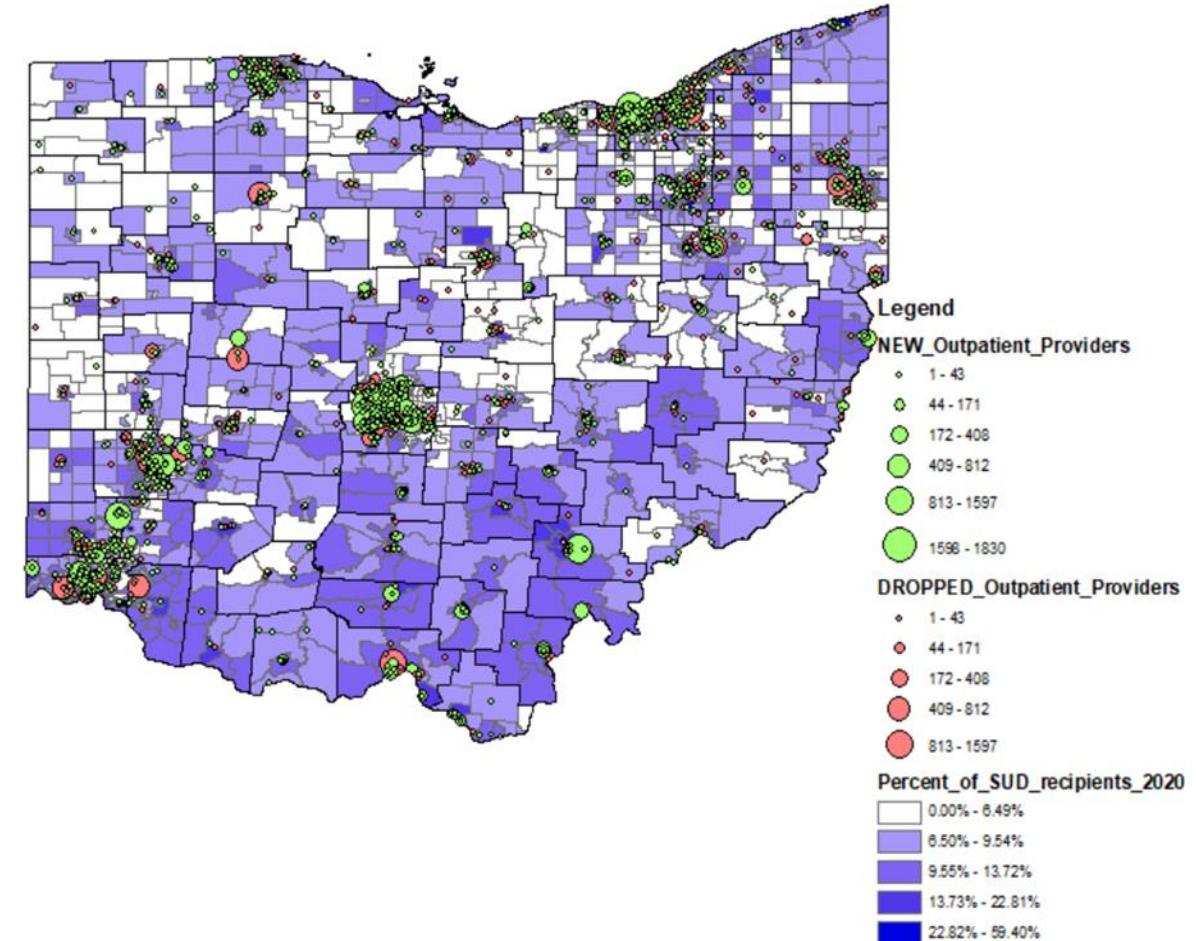 Legend
NEW_Outpatient_Providers
1 - 43
44 - 171
172 - 408
409 - 812
813 - 1597
1598 - 1830
DROPPED_Outpatient_Providers
1 - 43
44 - 171
172 - 408
409 - 812
813 - 1597
Percent_of_SUD_recipients_2020
0.00% - 6.49%
6.50% - 9.54%
9.55% - 13.72%
13.73% - 22.81%
22.82% - 59.40%